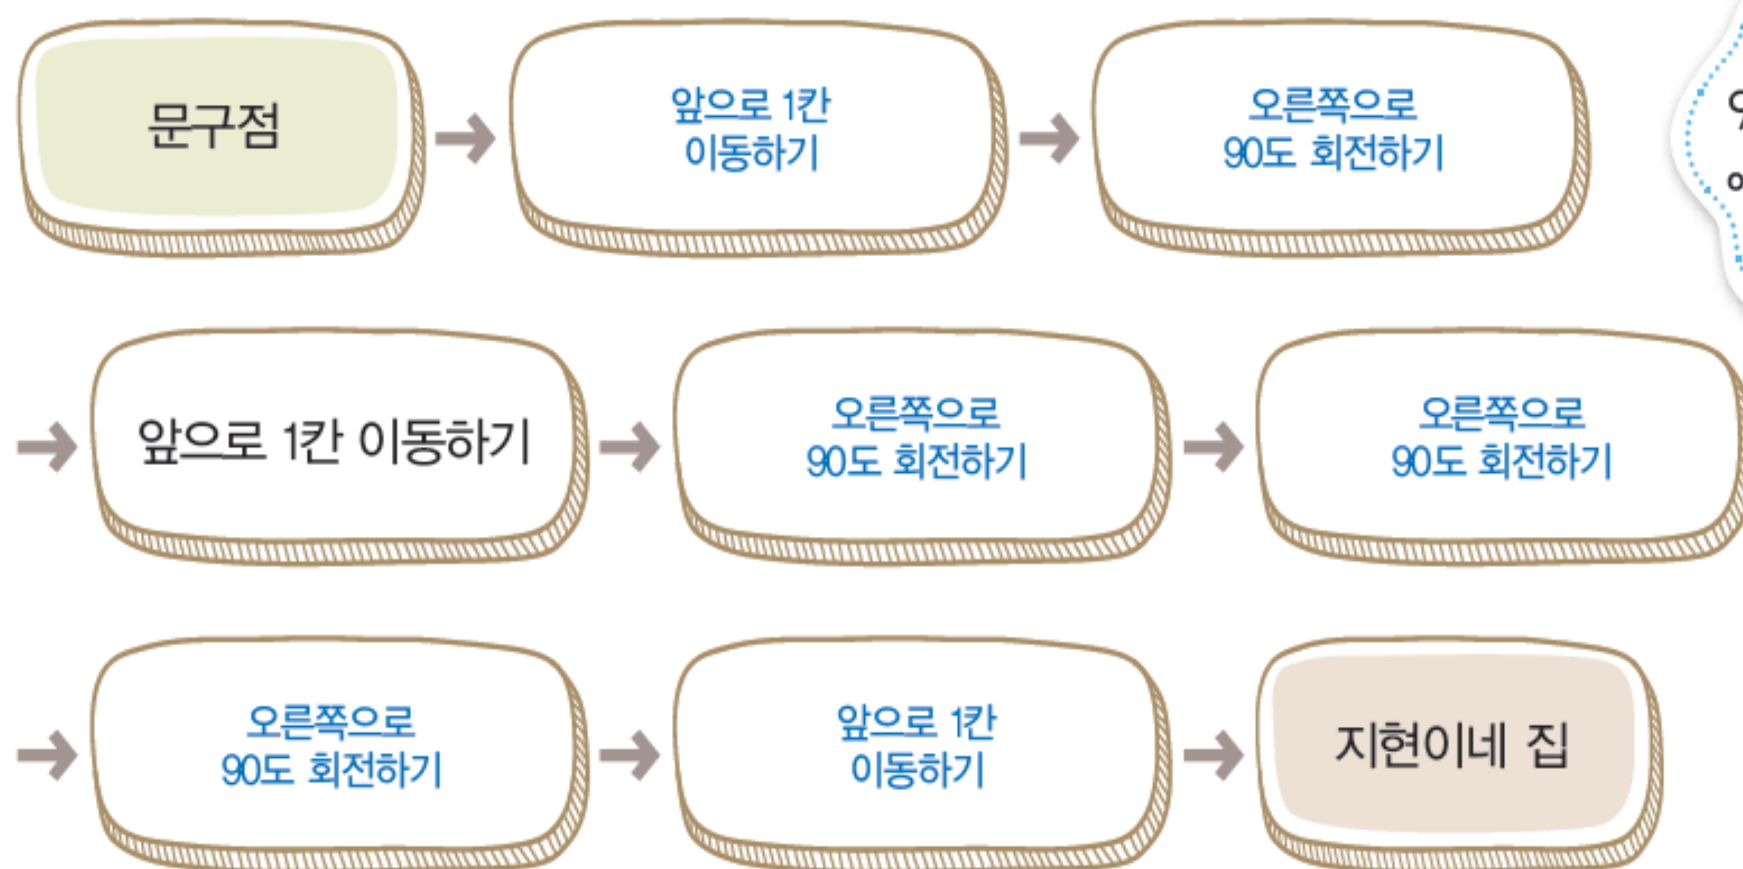 문구점
앞으로 1칸
이동하기
오른쪽으로
90도 회전하기
앞으로 1칸 이동하기
오른쪽으로
90도 회전하기
오른쪽으로
90도 회전하기
오른쪽으로
90도 회전하기
앞으로 1칸
이동하기
지현이네 집